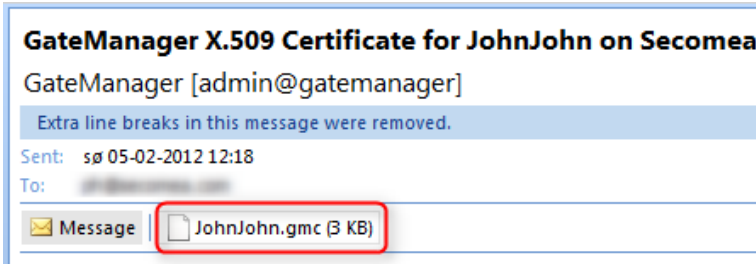 GateManager X.509 Certificate for JohnJohn on Secomea
GateManager [admin@gatemanager]
Extra line breaks in this message were removed.
Sent: sø 05-02-2012 12:18
To:
Message JohnJohn.gmc (3 KB)